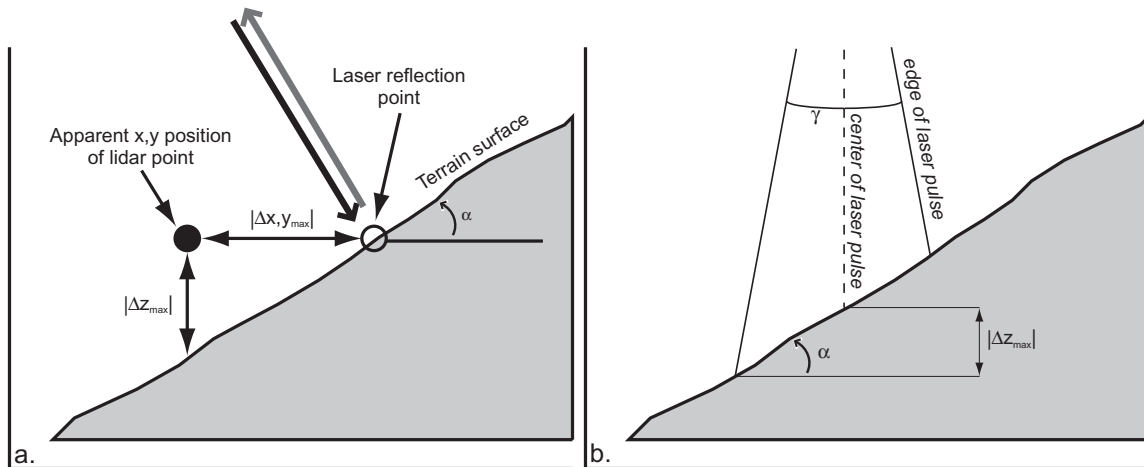 Laser reflection
point
Apparent x,y position
of lidar point
Terrain surface
|Δx,y_max|
α
|Δz_max|
a.
γ
center of laser pulse
edge of laser pulse
|Δz_max|
α
b.